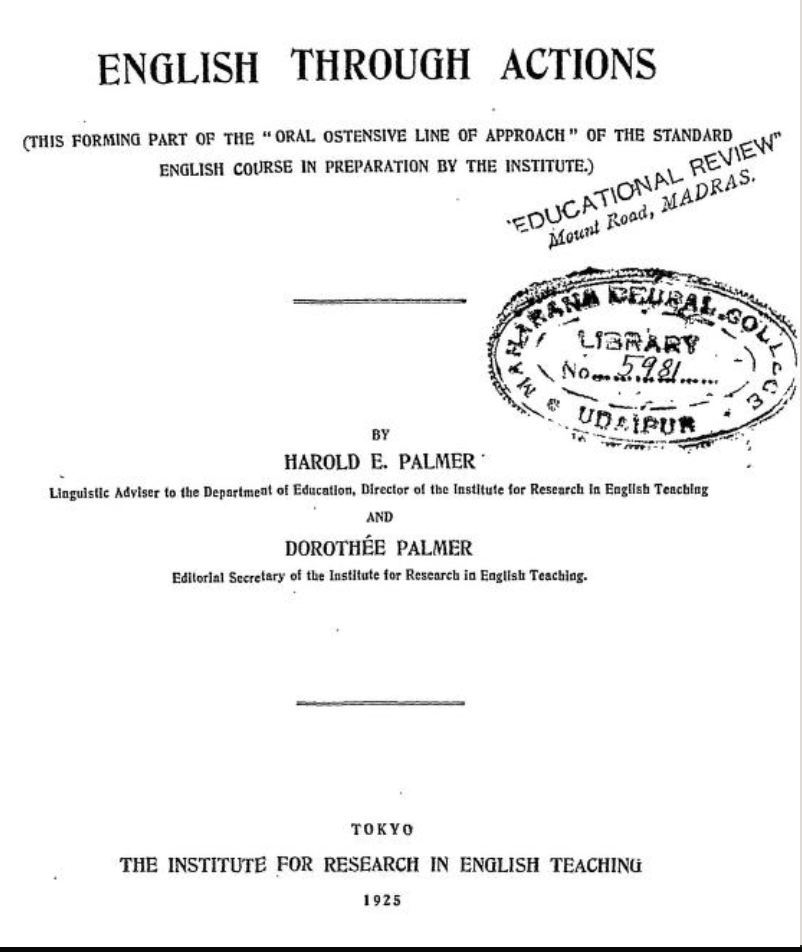 ENGLISH THROUGH ACTIONS
(THIS FORMING PART OF THE "ORAL OSTENSIVE LINE OF APPROACH" OF THE STANDARD
ENGLISH COURSE IN PREPARATION BY THE INSTITUTE.)
"EDUCATIONAL REVIEW"
Mount Road, MADRAS.
MAHARANA COLLEGE
LIBRARY
No. 5981
UDAIPUR
BY
HAROLD E. PALMER
Linguistic Adviser to the Department of Education, Director of the Institute for Research in English Teaching
AND
DOROTHÉE PALMER
Editorial Secretary of the Institute for Research in English Teaching.
TOKYO
THE INSTITUTE FOR RESEARCH IN ENGLISH TEACHING
1925